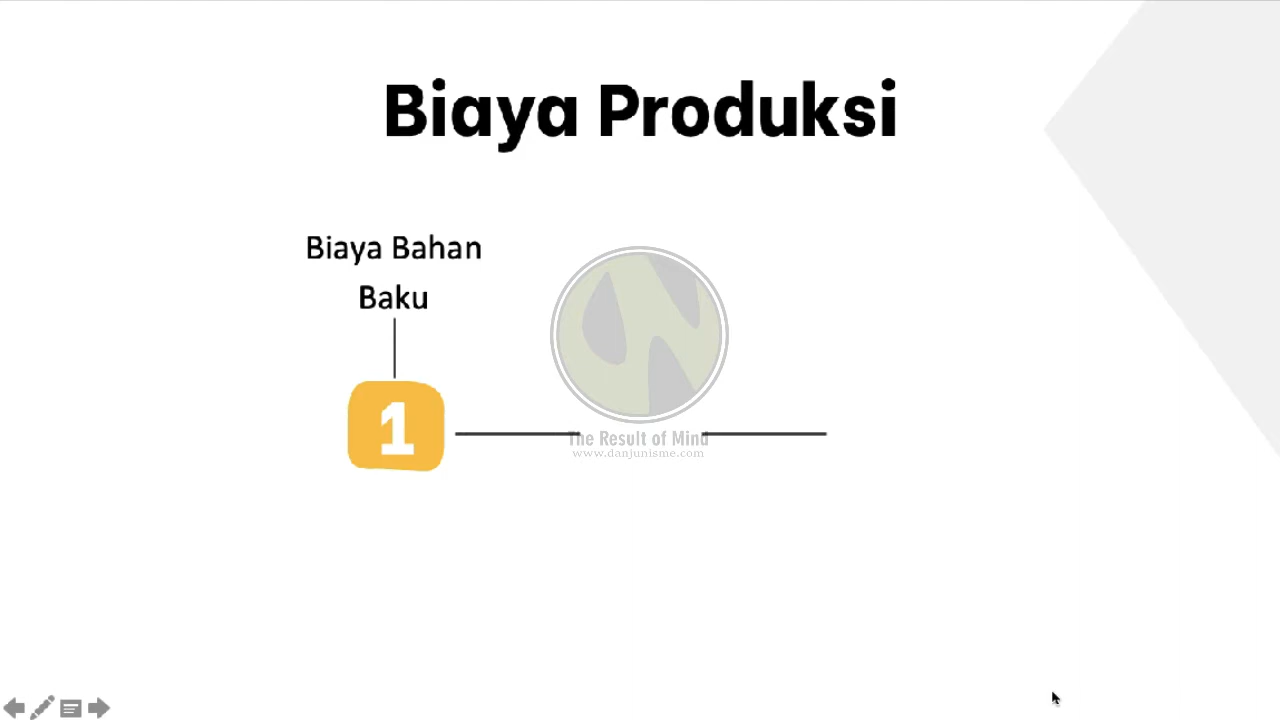 Biaya Produksi
Biaya Bahan
Baku
1
The Result of Mind
www.danjunisme.com